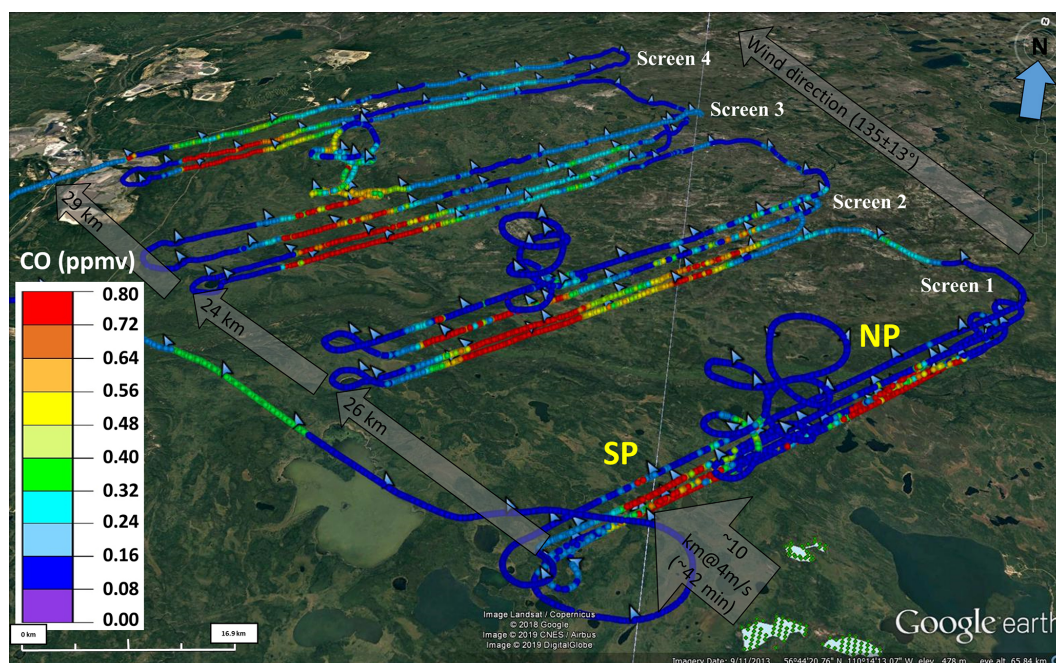 Screen 4
Wind direction (135±13°)
N
N
Screen 3
29 km
Screen 2
CO (ppmv)
Screen 1
0.80
0.72
0.64
0.56
0.48
0.40
0.32
0.24
0.16
0.08
0.00
24 km
NP
26 km
SP
~10
km@4m/s
(~42 min)
Image Landsat / Copernicus
© 2018 Google
Image © 2019 CNES / Airbus
Image © 2019 DigitalGlobe
Google earth
0 km
16.9 km
Imagery Date: 9/11/2013 56°44'20.76" N 110°14'13.07" W elev 478 m eye alt 65.84 km